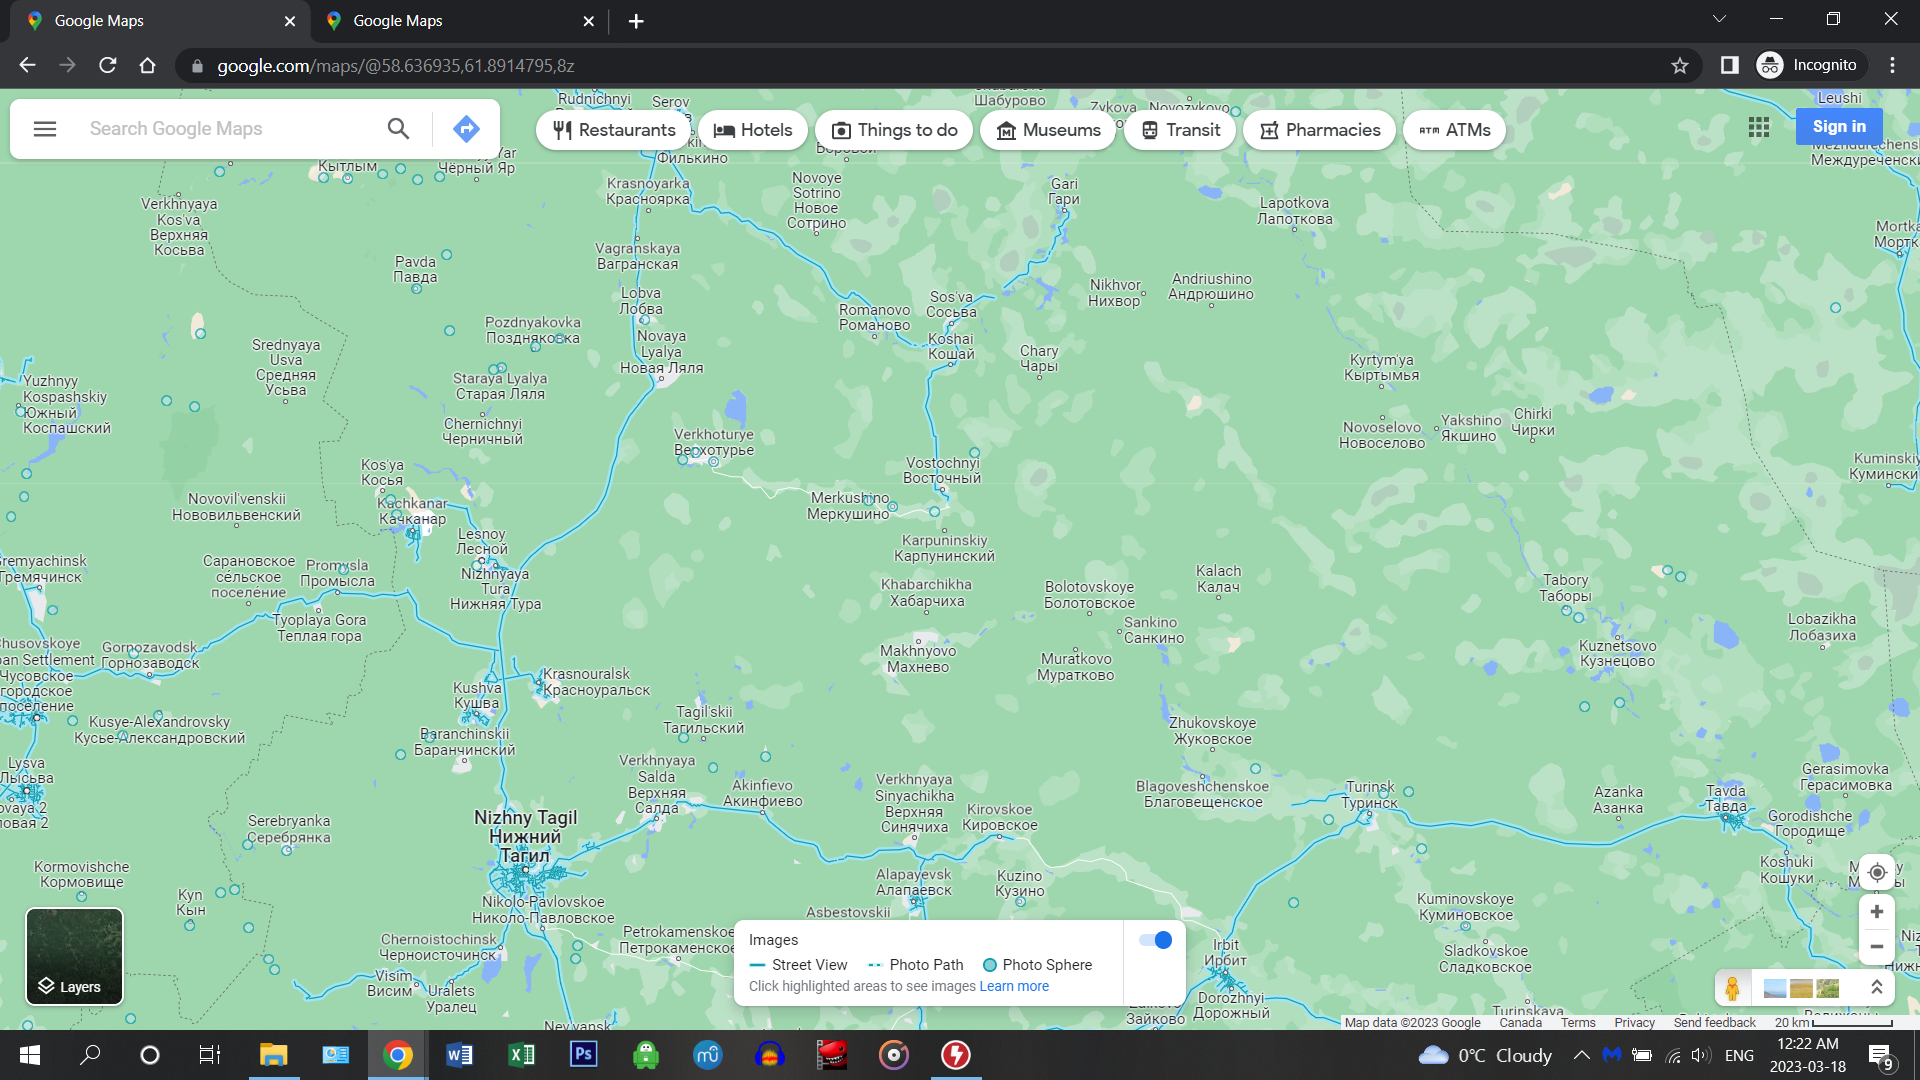 Google Maps
Google Maps
google.com/maps/@58.636935,61.8914795,8z
Incognito
Search Google Maps
Restaurants
Hotels
Things to do
Museums
Transit
Pharmacies
ATMs
Sign in
Rudnichnyi
Serov
Филькино
Шабурово
Zykova
Novozykovo
Leushi
Междуреченски
Кытлым
Чёрный Яр
Verkhnyaya
Kos'va
Верхняя
Косьва
Krasnoyarka
Красноярка
Novoye
Sotrino
Новое
Сотрино
Gari
Гари
Lapotkova
Лапоткова
Vagranskaya
Вагранская
Pavda
Павда
Nikhvor
Нихвор
Andriushino
Андрюшино
Lobva
Лобва
Romanovo
Романово
Sos'va
Сосьва
Koshai
Кошай
Pozdnyakovka
Поздняковка
Novaya
Lyalya
Новая Ляля
Srednyaya
Usva
Средняя
Усьва
Chary
Чары
Kyrtym'ya
Кыртымья
Yuzhnyy
Kospashskiy
Южный
Коспашский
Staraya Lyalya
Старая Ляля
Chernichnyi
Черничный
Verkhoturye
Верхотурье
Novoselovo
Новоселово
Yakshino
Якшино
Chirki
Чирки
Kos'ya
Косья
Vostochnyi
Восточный
Kuminskiy
Кумински
Novovil'venskii
Нововильвенский
Kachkanar
Качканар
Merkushino
Меркушино
Lesnoy
Лесной
Karpuninskiy
Карпунинский
Gremyachinsk
Гремячинск
Сарановское
сельское
поселение
Promysla
Промысла
Nizhnyaya
Tura
Нижняя Тура
Khabarchikha
Хабарчиха
Bolotovskoye
Болотовское
Kalach
Калач
Tabory
Таборы
Tyoplaya Gora
Теплая гора
Sankino
Санкино
Lobazikha
Лобазиха
Gornozavodsk
Горнозаводск
Makhnyovo
Махнево
Muratkovo
Муратково
Kuznetsovo
Кузнецово
Чусовское
городское
поселение
Kushva
Кушва
Krasnouralsk
Красноуральск
Kusye-Alexandrovsky
Кусье-Александровский
Tagil'skii
Тагильский
Zhukovskoye
Жуковское
Baranchinskii
Баранчинский
Lysva
Лысьва
Verkhnyaya
Salda
Верхняя
Салда
Akinfievo
Акинфиево
Verkhnyaya
Sinyachikha
Верхняя
Синячиха
Kirovskoe
Кировское
Blagoveshchenskoe
Благовещенское
Turinsk
Туринск
Azanka
Азанка
Tavda
Тавда
Gerasimovka
Герасимовка
Gorodishche
Городище
Serebryanka
Серебрянка
Nizhny Tagil
Нижний
Тагил
Kormovishche
Кормовище
Alapayevsk
Алапаевск
Kuzino
Кузино
Koshuki
Кошуки
Kyn
Кын
Nikolo-Pavlovskoe
Николо-Павловское
Asbestovskii
Kuminovskoye
Куминовское
Chernoistochinsk
Черноисточинск
Petrokamenskoe
Петрокаменское
Irbit
Ирбит
Sladkovskoe
Сладковское
Visim
Висим
Uralets
Уралец
Zaikovo
Зайково
Dorozhnyi
Дорожный
Turinskaya
Nev'yansk
Layers
Images
Street View
Photo Path
Photo Sphere
Click highlighted areas to see images Learn more
Map data ©2023 Google
Canada
Terms
Privacy
Send feedback
20 km
0°C Cloudy
ENG
12:22 AM
2023-03-18
9